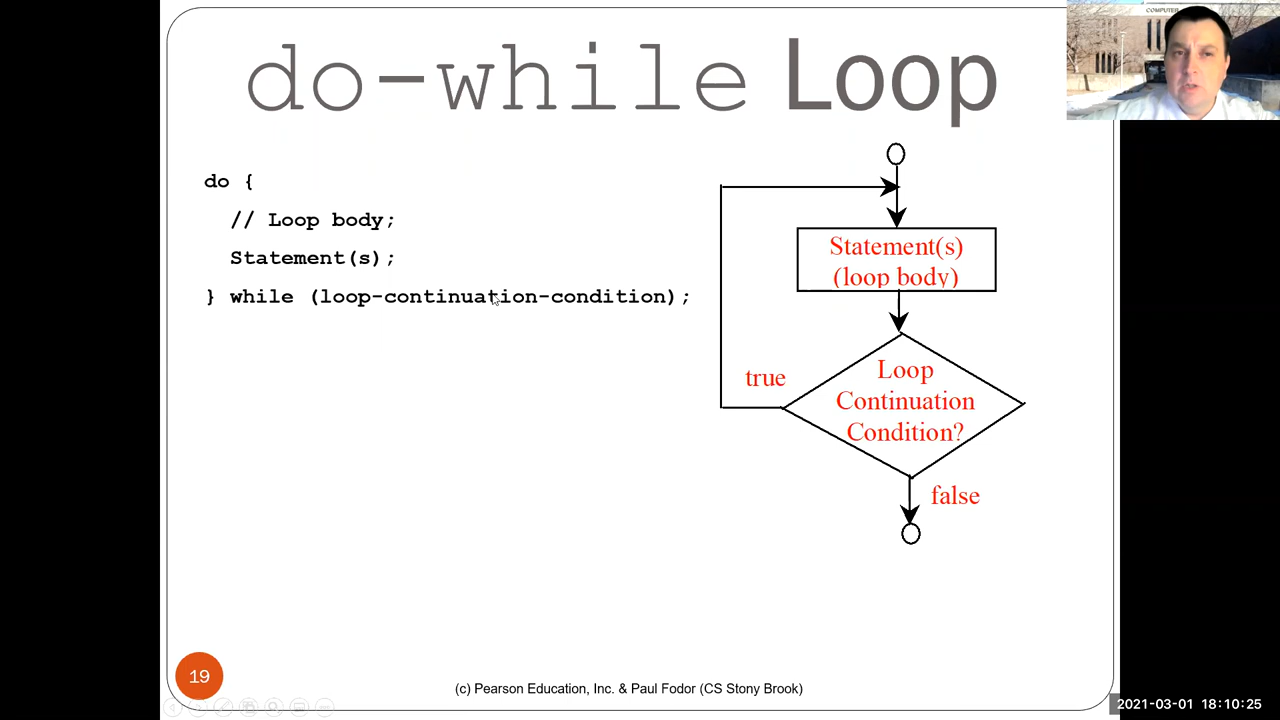 COMPUTER
do-while Loop
do {
// Loop body;
Statement(s);
} while (loop-continuation-condition);
Statement(s)
(loop body)
true
Loop
Continuation
Condition?
false
19
(c) Pearson Education, Inc. & Paul Fodor (CS Stony Brook)
2021-03-01 18:10:25